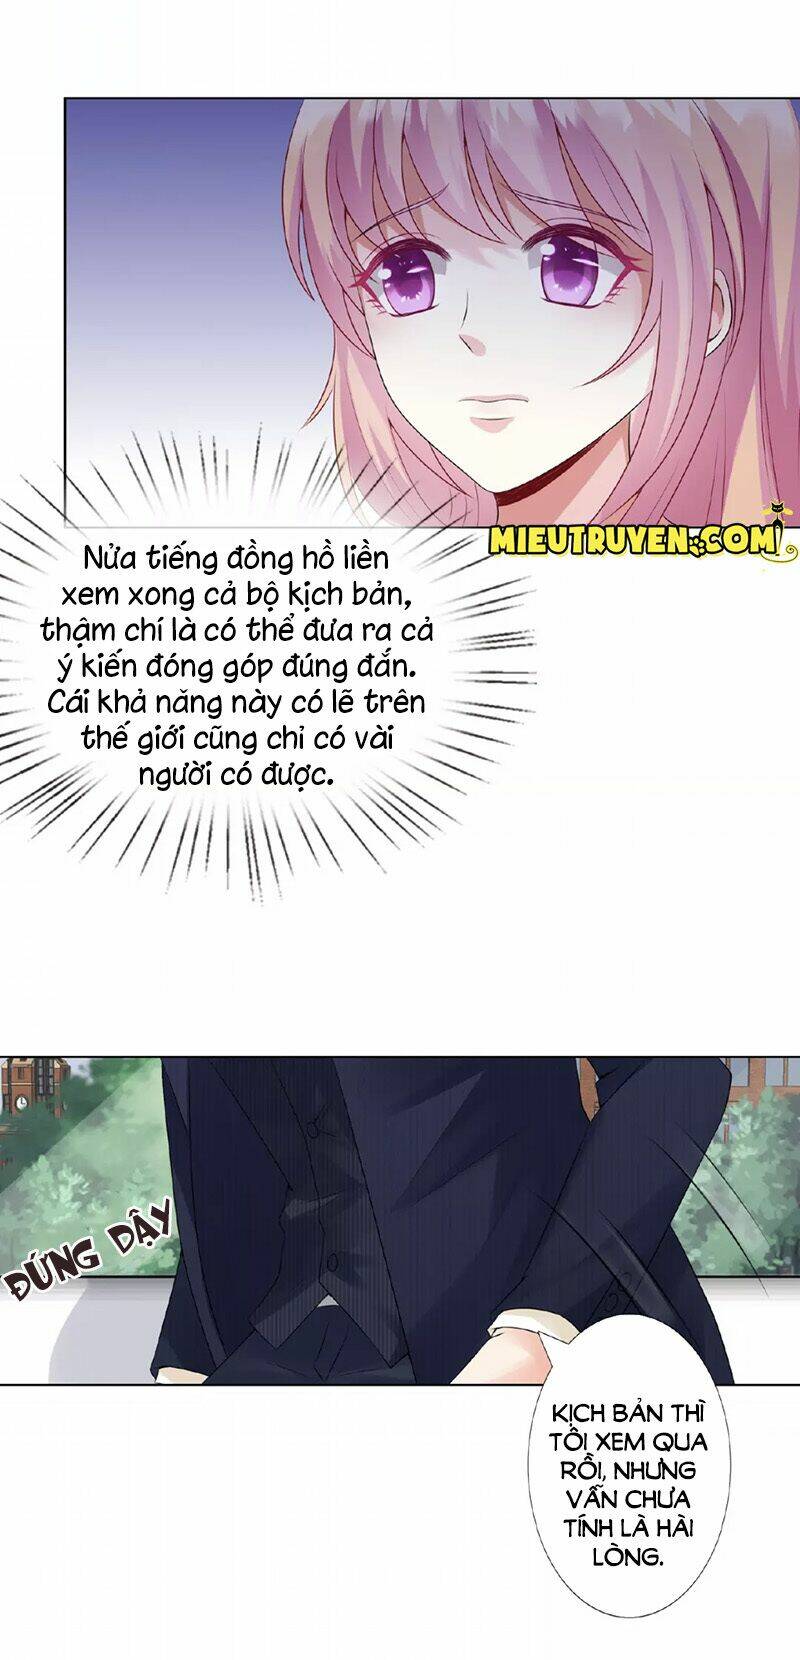 MIEUTRUYEN.COM
Nửa tiếng đồng hồ liền
xem xong cả bộ kịch bản,
thậm chí là có thể đưa ra cả
ý kiến đóng góp đúng đắn.
Cái khả năng này có lẽ trên
thế giới cũng chỉ có vài
người có được.
ĐỨNG DẬY
KỊCH BẢN THÌ
TÔI XEM QUA
RỒI, NHƯNG
VẪN CHƯA
TÍNH LÀ HÀI
LÒNG.